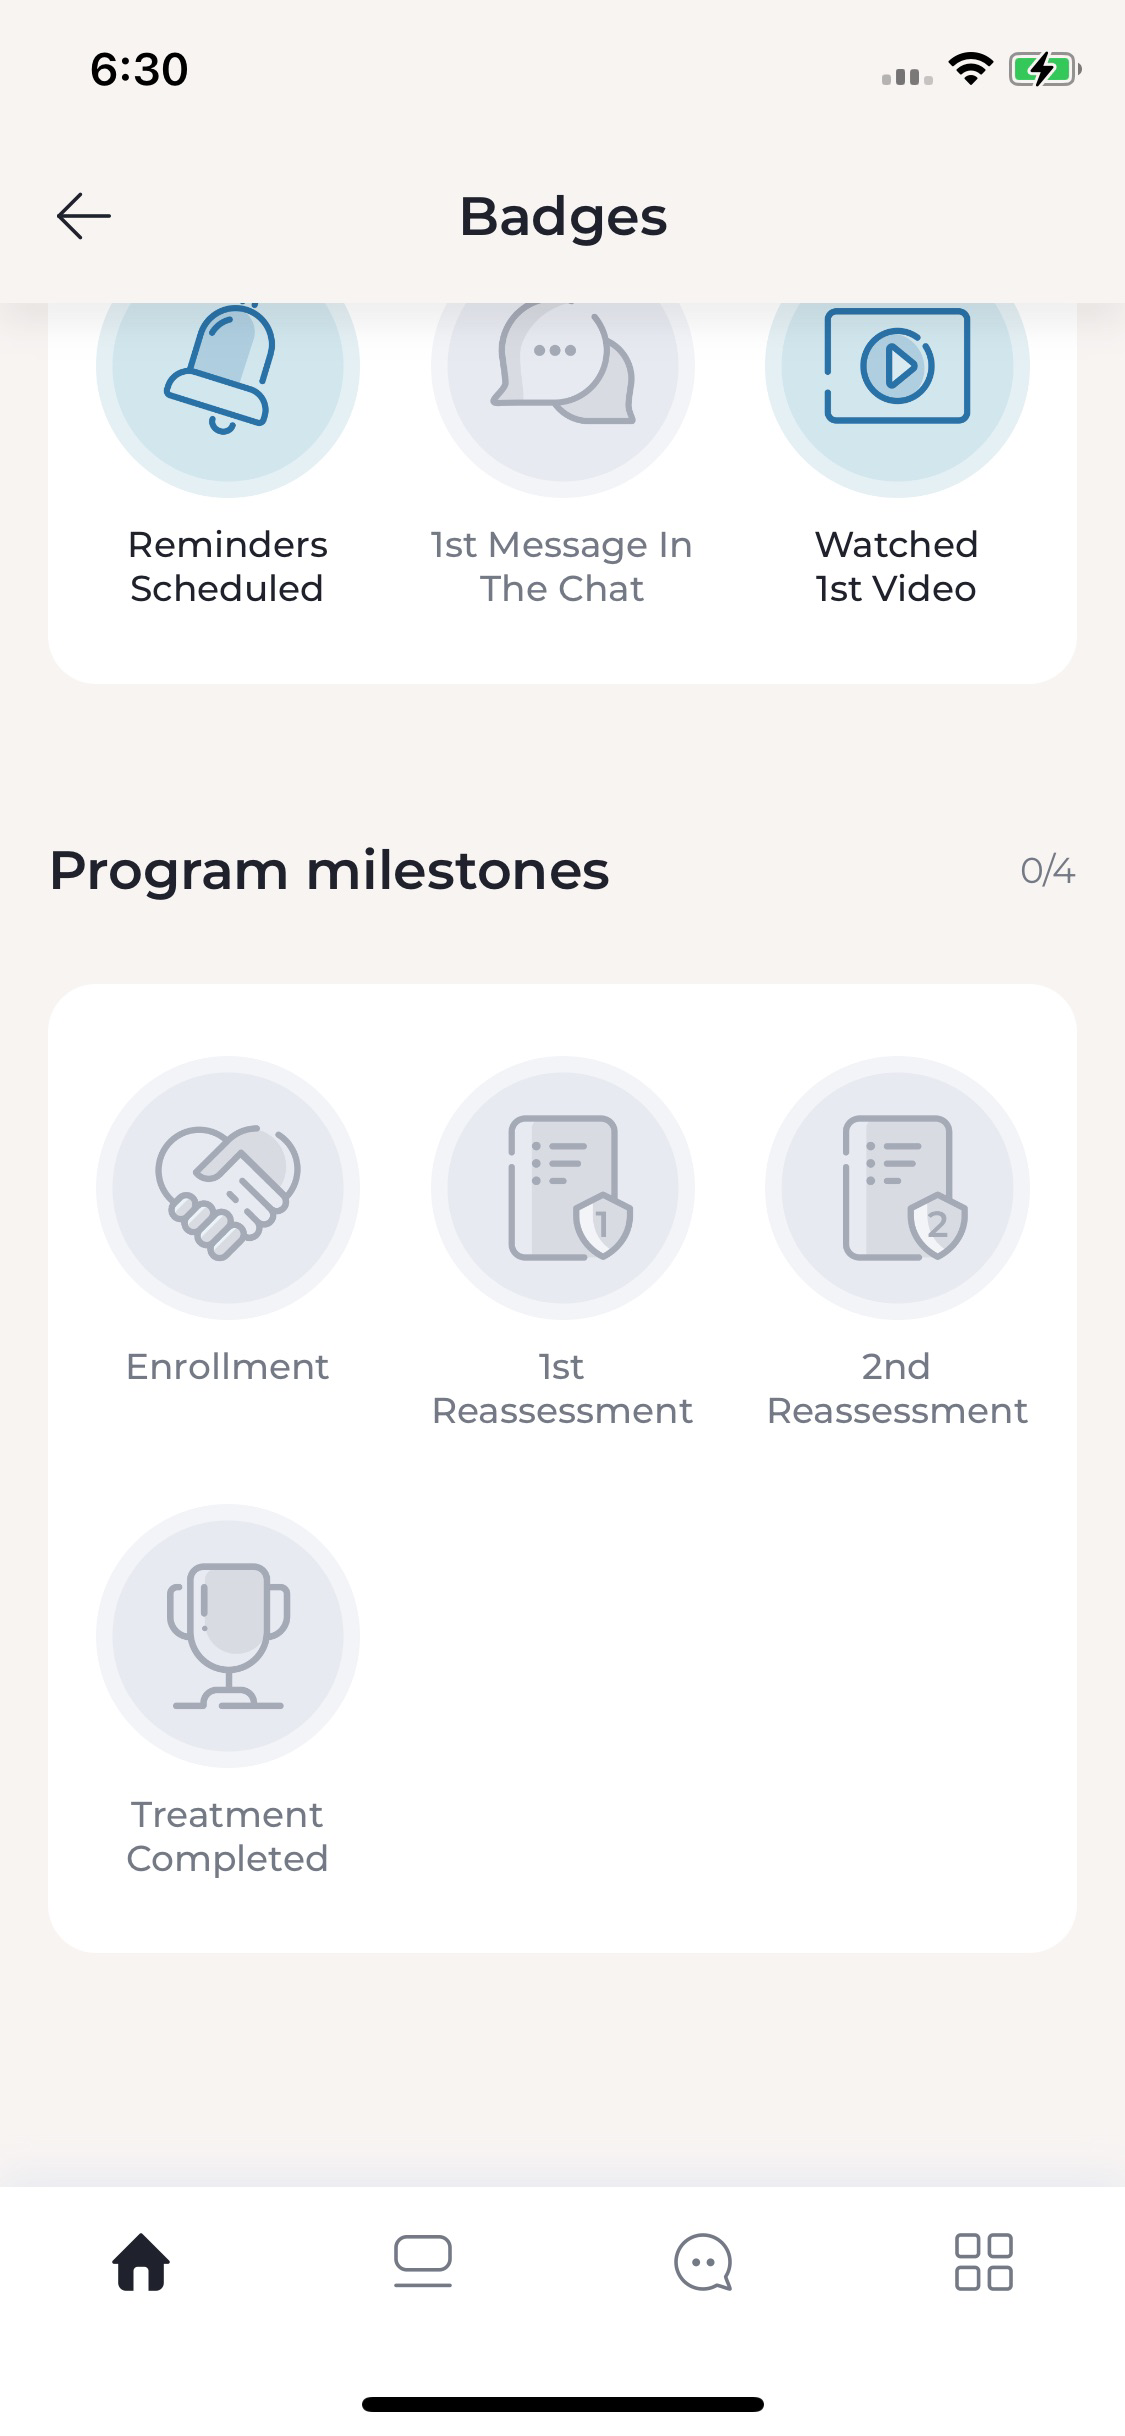 6:30
Badges
Reminders
Scheduled
1st Message In
The Chat
Watched
1st Video
Program milestones
0/4
1
2
Enrollment
1st
Reassessment
2nd
Reassessment
Treatment
Completed